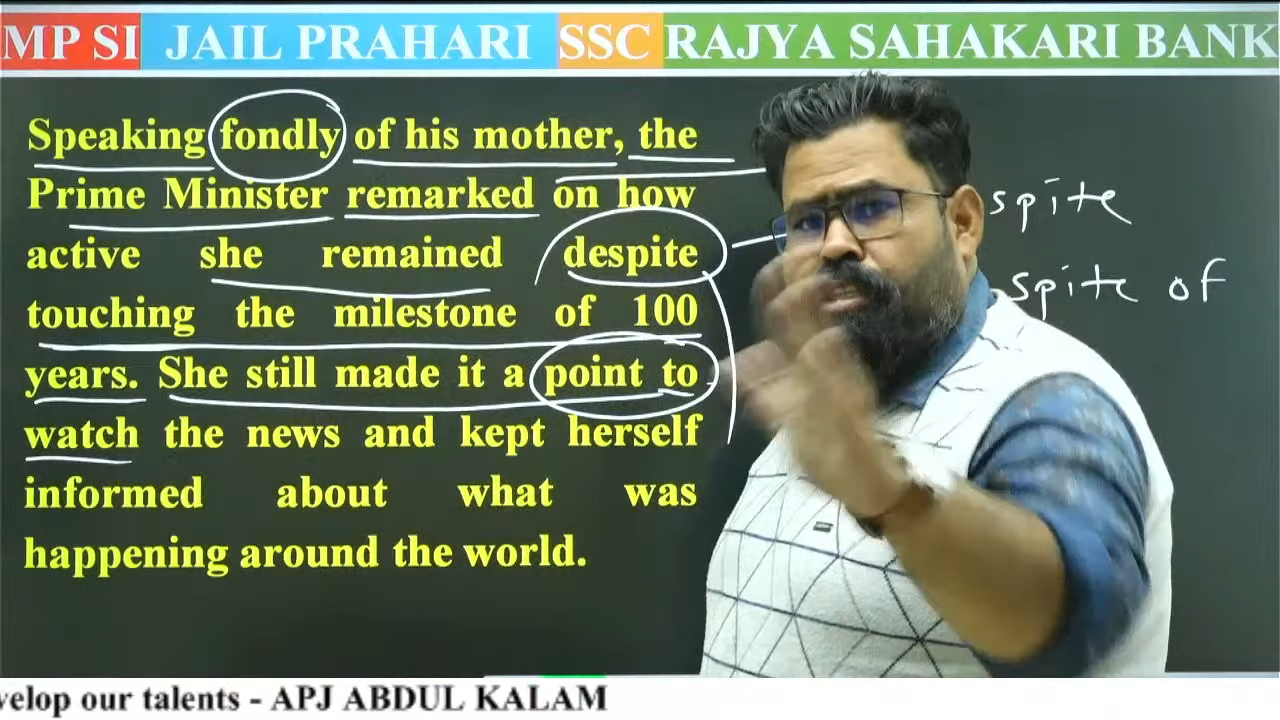 MP SI JAIL PRAHARI SSC RAJYA SAHAKARI BANK
Speaking fondly of his mother, the
Prime Minister remarked on how
active she remained despite
touching the milestone of 100
years. She still made it a point to
watch the news and kept herself
informed about what was
happening around the world.
spite
spite of
velop our talents - APJ ABDUL KALAM